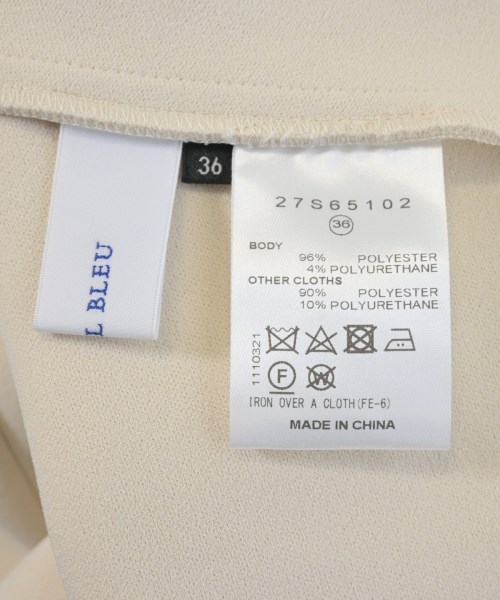 L BLEU
36
27S65102
36
BODY
96% POLYESTER
4% POLYURETHANE
OTHER CLOTHS
90% POLYESTER
10% POLYURETHANE
1110321
F
W
IRON OVER A CLOTH(FE-6)
MADE IN CHINA